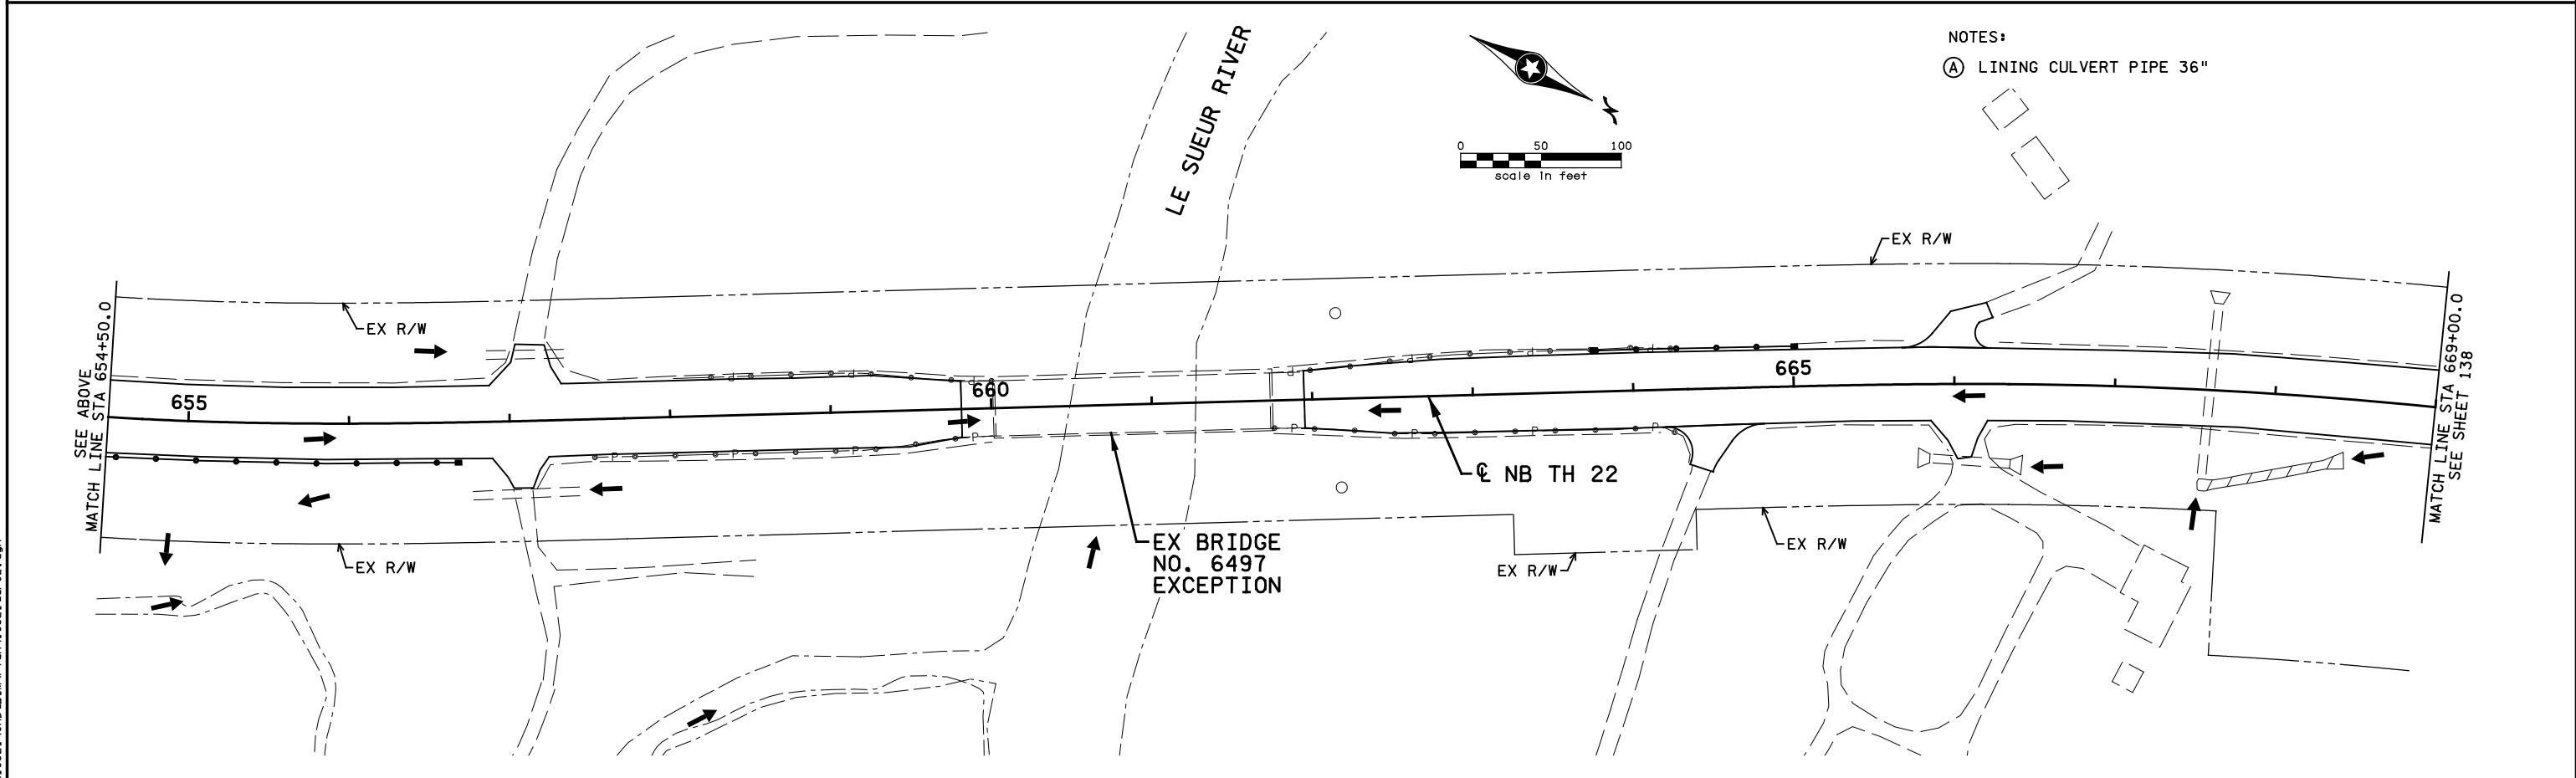 NOTES:
Ⓐ LINING CULVERT PIPE 36"
LE SUEUR RIVER
N
0 50 100
scale in feet
EX R/W
EX R/W
SEE ABOVE
MATCH LINE STA 654+50.0
655
660
665
MATCH LINE STA 669+00.0
SEE SHEET 138
P P P
P P P
P P P P
P P P P
℄ NB TH 22
EX BRIDGE
NO. 6497
EXCEPTION
EX R/W
EX R/W
EX R/W